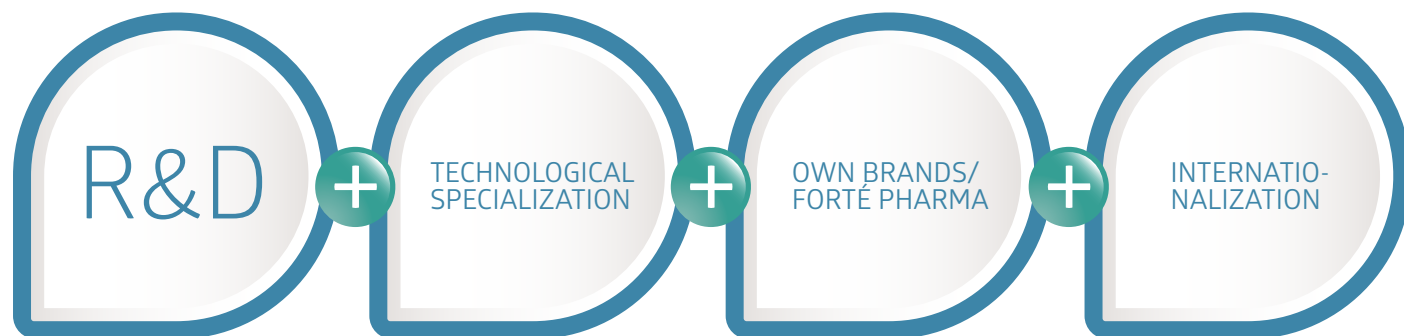 R&D
TECHNOLOGICAL
SPECIALIZATION
OWN BRANDS/
FORTÉ PHARMA
INTERNATIO-
NALIZATION